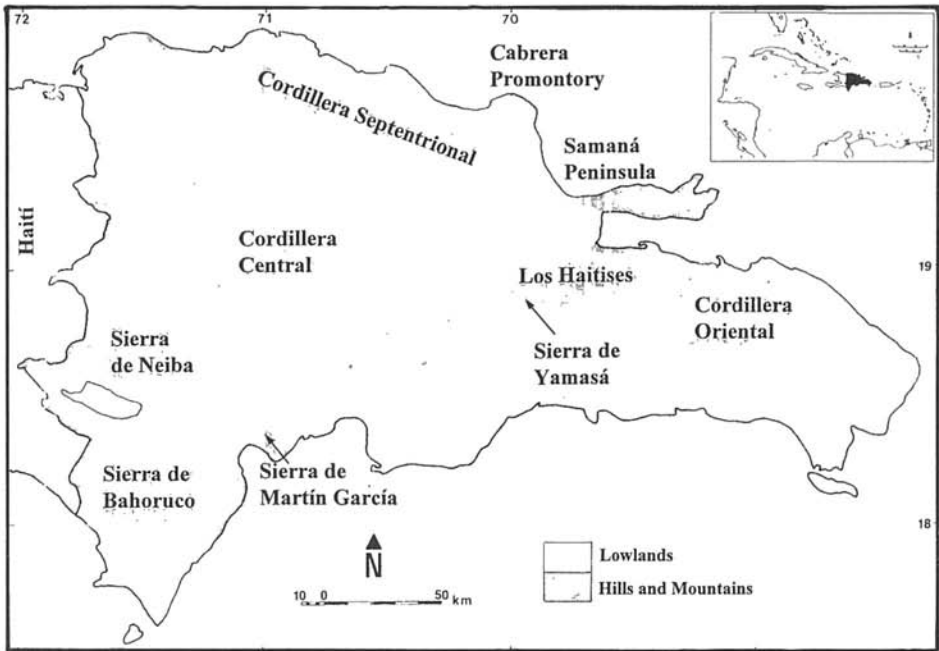 72
71
70
Cabrera
Promontory
Cordillera Septentrional
Samaná
Peninsula
Haití
Cordillera
Central
19
Los Haitises
Cordillera
Oriental
Sierra
de Neiba
Sierra de
Yamasá
Sierra de
Bahoruco
Sierra de
Martín García
18
N
10 0 50 km
Lowlands
Hills and Mountains